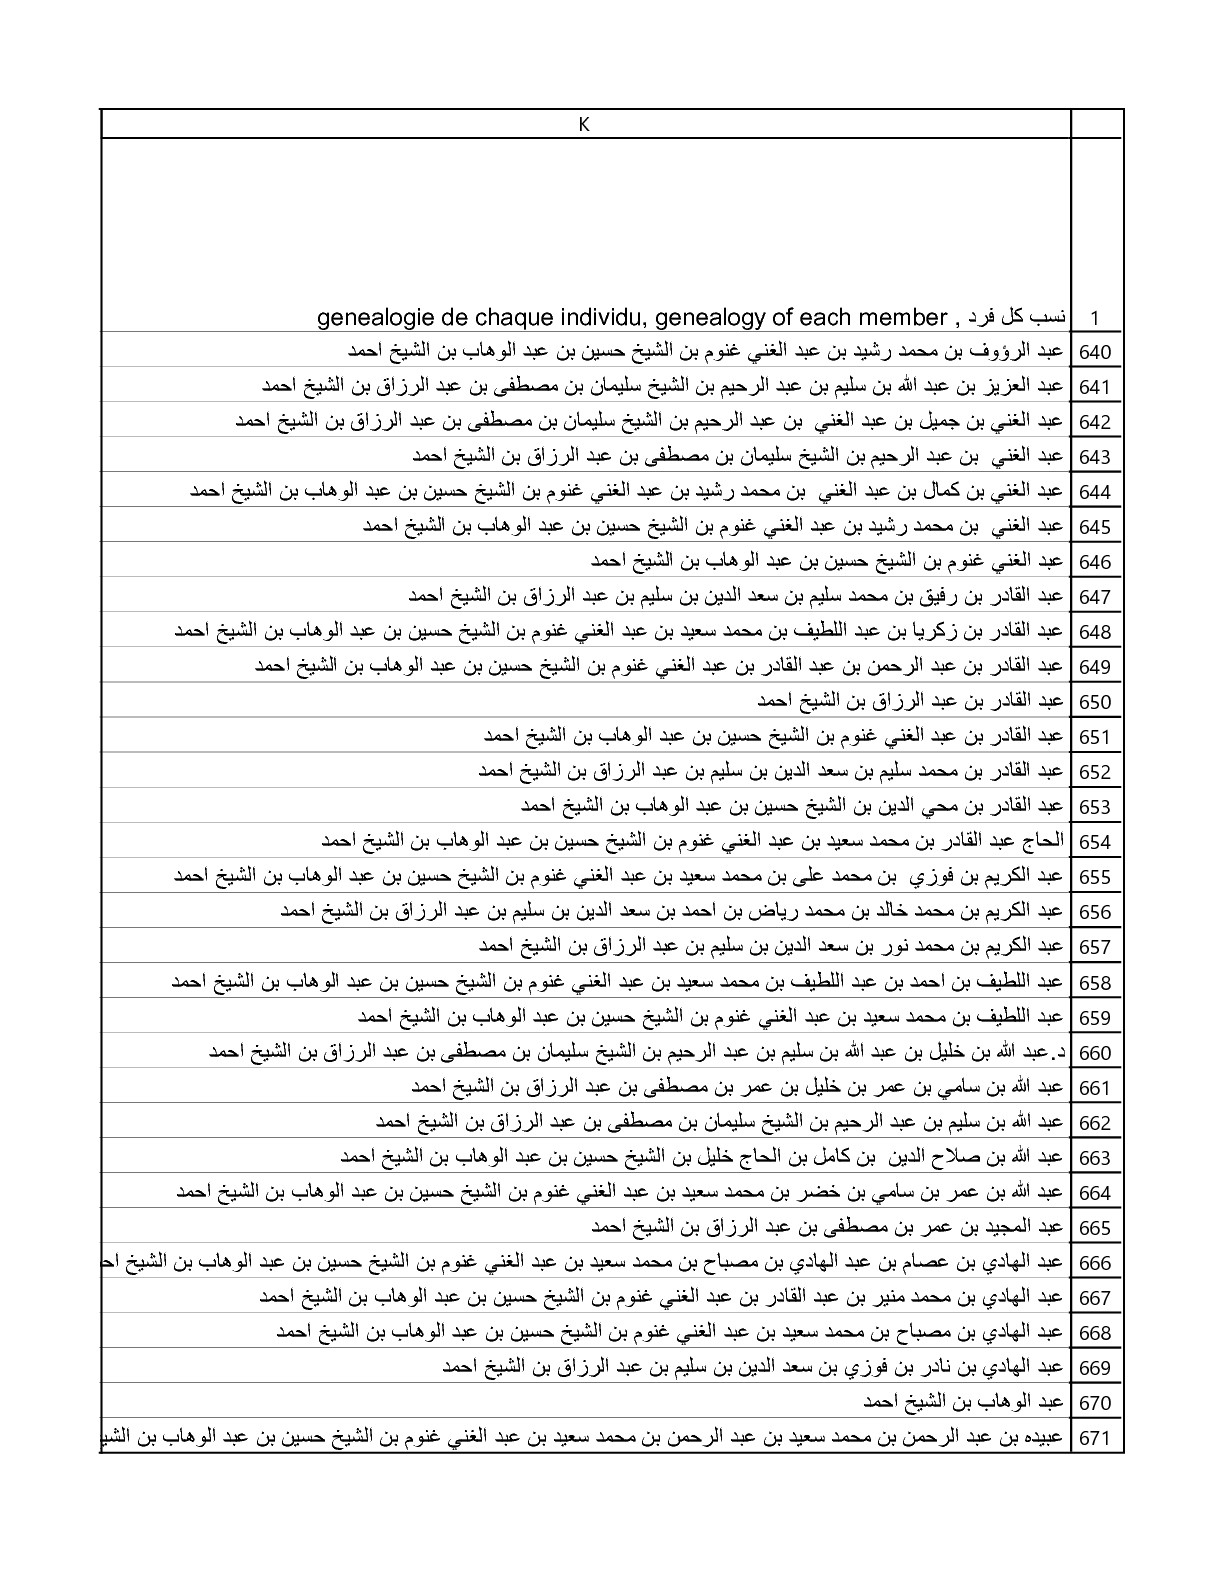 K
1 نسب كل فرد , genealogie de chaque individu, genealogy of each member
640 عبد الرؤوف بن محمد رشيد بن عبد الغني غنوم بن الشيخ حسين بن عبد الوهاب بن الشيخ احمد
641 عبد العزيز بن عبد الله بن سليم بن عبد الرحيم بن الشيخ سليمان بن مصطفى بن عبد الرزاق بن الشيخ احمد
642 عبد الغني بن جميل بن عبد الغني بن عبد الرحيم بن الشيخ سليمان بن مصطفى بن عبد الرزاق بن الشيخ احمد
643 عبد الغني بن عبد الرحيم بن الشيخ سليمان بن مصطفى بن عبد الرزاق بن الشيخ احمد
644 عبد الغني بن كمال بن عبد الغني بن محمد رشيد بن عبد الغني غنوم بن الشيخ حسين بن عبد الوهاب بن الشيخ احمد
645 عبد الغني بن محمد رشيد بن عبد الغني غنوم بن الشيخ حسين بن عبد الوهاب بن الشيخ احمد
646 عبد الغني غنوم بن الشيخ حسين بن عبد الوهاب بن الشيخ احمد
647 عبد القادر بن رفيق بن محمد سليم بن سعد الدين بن سليم بن عبد الرزاق بن الشيخ احمد
648 عبد القادر بن زكريا بن عبد اللطيف بن محمد سعيد بن عبد الغني غنوم بن الشيخ حسين بن عبد الوهاب بن الشيخ احمد
649 عبد القادر بن عبد الرحمن بن عبد القادر بن عبد الغني غنوم بن الشيخ حسين بن عبد الوهاب بن الشيخ احمد
650 عبد القادر بن عبد الرزاق بن الشيخ احمد
651 عبد القادر بن عبد الغني غنوم بن الشيخ حسين بن عبد الوهاب بن الشيخ احمد
652 عبد القادر بن محمد سليم بن سعد الدين بن سليم بن عبد الرزاق بن الشيخ احمد
653 عبد القادر بن محي الدين بن الشيخ حسين بن عبد الوهاب بن الشيخ احمد
654 الحاج عبد القادر بن محمد سعيد بن عبد الغني غنوم بن الشيخ حسين بن عبد الوهاب بن الشيخ احمد
655 عبد الكريم بن فوزي بن محمد على بن محمد سعيد بن عبد الغني غنوم بن الشيخ حسين بن عبد الوهاب بن الشيخ احمد
656 عبد الكريم بن محمد خالد بن محمد رياض بن احمد بن سعد الدين بن سليم بن عبد الرزاق بن الشيخ احمد
657 عبد الكريم بن محمد نور بن سعد الدين بن سليم بن عبد الرزاق بن الشيخ احمد
658 عبد اللطيف بن احمد بن عبد اللطيف بن محمد سعيد بن عبد الغني غنوم بن الشيخ حسين بن عبد الوهاب بن الشيخ احمد
659 عبد اللطيف بن محمد سعيد بن عبد الغني غنوم بن الشيخ حسين بن عبد الوهاب بن الشيخ احمد
660 د.عبد الله بن خليل بن عبد الله بن سليم بن عبد الرحيم بن الشيخ سليمان بن مصطفى بن عبد الرزاق بن الشيخ احمد
661 عبد الله بن سامي بن عمر بن خليل بن عمر بن مصطفى بن عبد الرزاق بن الشيخ احمد
662 عبد الله بن سليم بن عبد الرحيم بن الشيخ سليمان بن مصطفى بن عبد الرزاق بن الشيخ احمد
663 عبد الله بن صلاح الدين بن كامل بن الحاج خليل بن الشيخ حسين بن عبد الوهاب بن الشيخ احمد
664 عبد الله بن عمر بن سامي بن خضر بن محمد سعيد بن عبد الغني غنوم بن الشيخ حسين بن عبد الوهاب بن الشيخ احمد
665 عبد المجيد بن عمر بن مصطفى بن عبد الرزاق بن الشيخ احمد
666 عبد الهادي بن عصام بن عبد الهادي بن مصباح بن محمد سعيد بن عبد الغني غنوم بن الشيخ حسين بن عبد الوهاب بن الشيخ اح
667 عبد الهادي بن محمد منير بن عبد القادر بن عبد الغني غنوم بن الشيخ حسين بن عبد الوهاب بن الشيخ احمد
668 عبد الهادي بن مصباح بن محمد سعيد بن عبد الغني غنوم بن الشيخ حسين بن عبد الوهاب بن الشيخ احمد
669 عبد الهادي بن نادر بن فوزي بن سعد الدين بن سليم بن عبد الرزاق بن الشيخ احمد
670 عبد الوهاب بن الشيخ احمد
671 عبيده بن عبد الرحمن بن محمد سعيد بن عبد الرحمن بن محمد سعيد بن عبد الغني غنوم بن الشيخ حسين بن عبد الوهاب بن الشي